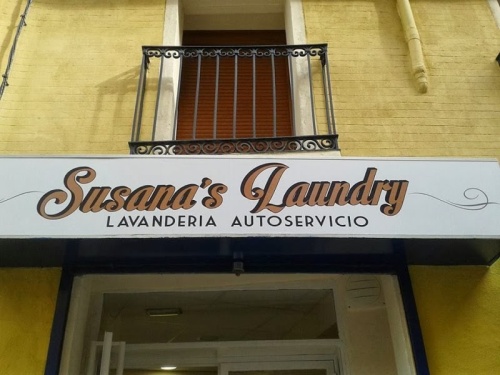 Susana's Laundry
LAVANDERIA AUTOSERVICIO